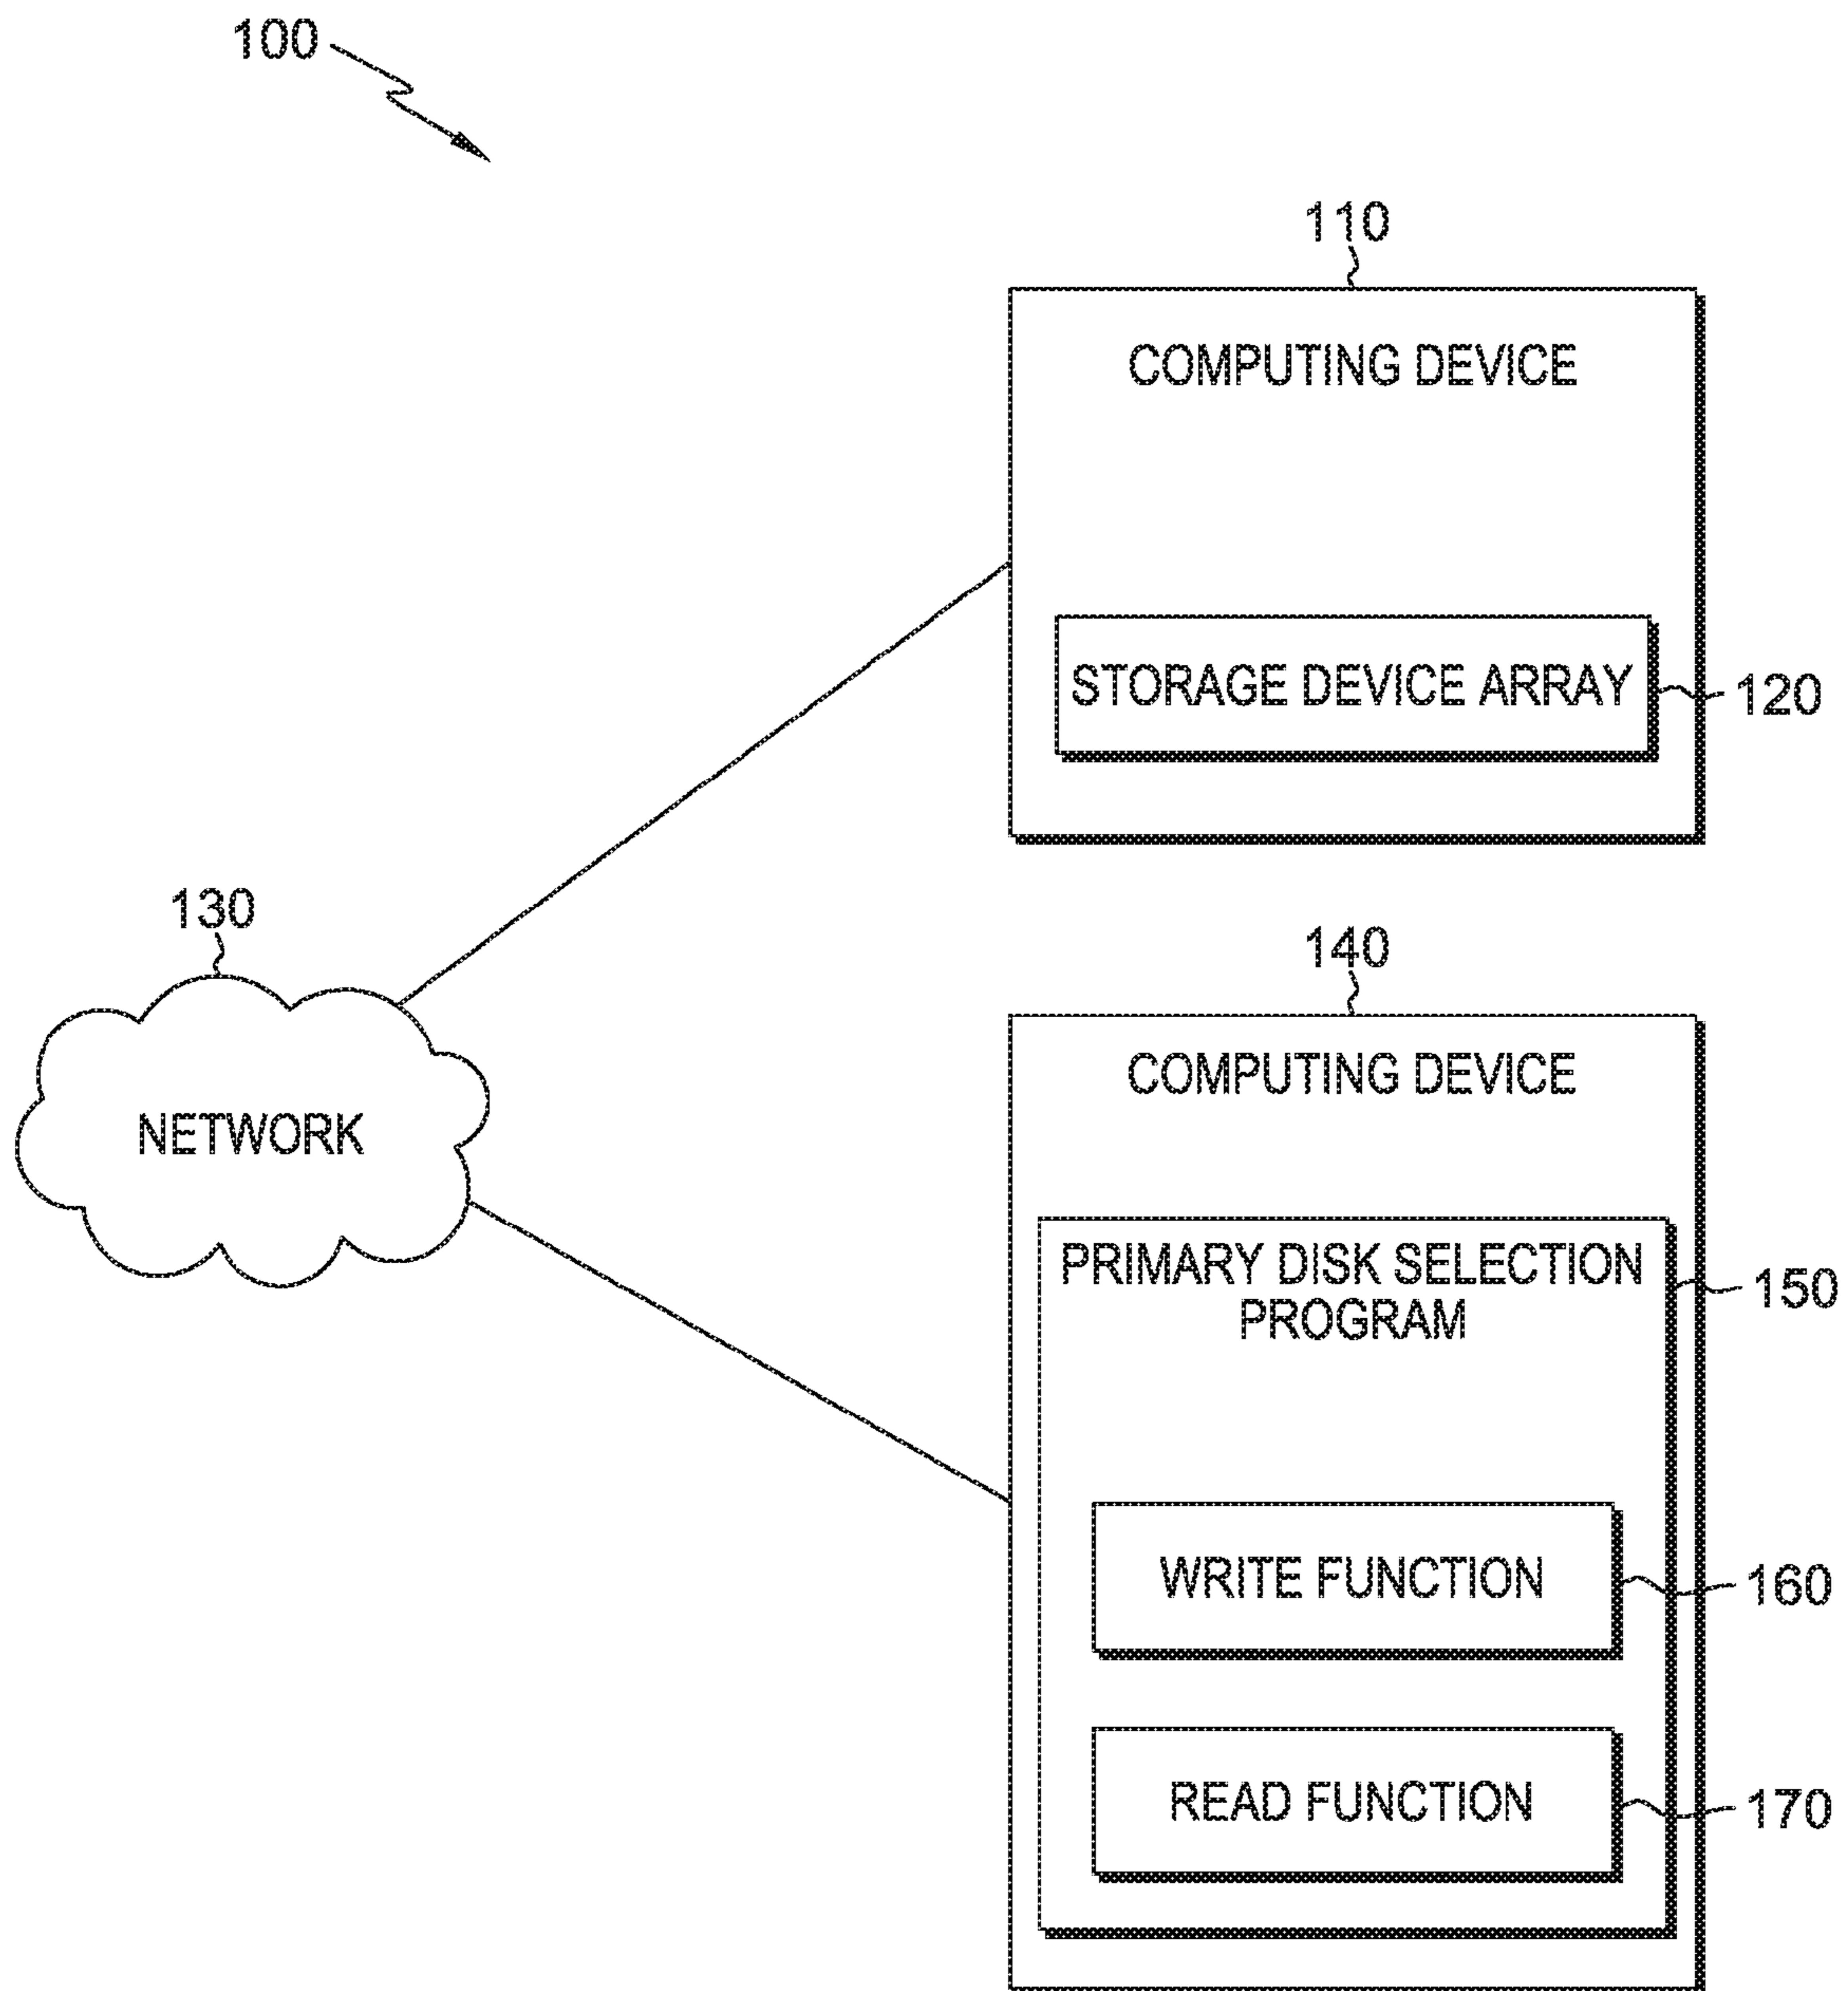 100
110
COMPUTING DEVICE
STORAGE DEVICE ARRAY
120
130
NETWORK
140
COMPUTING DEVICE
PRIMARY DISK SELECTION
PROGRAM
150
WRITE FUNCTION
160
READ FUNCTION
170